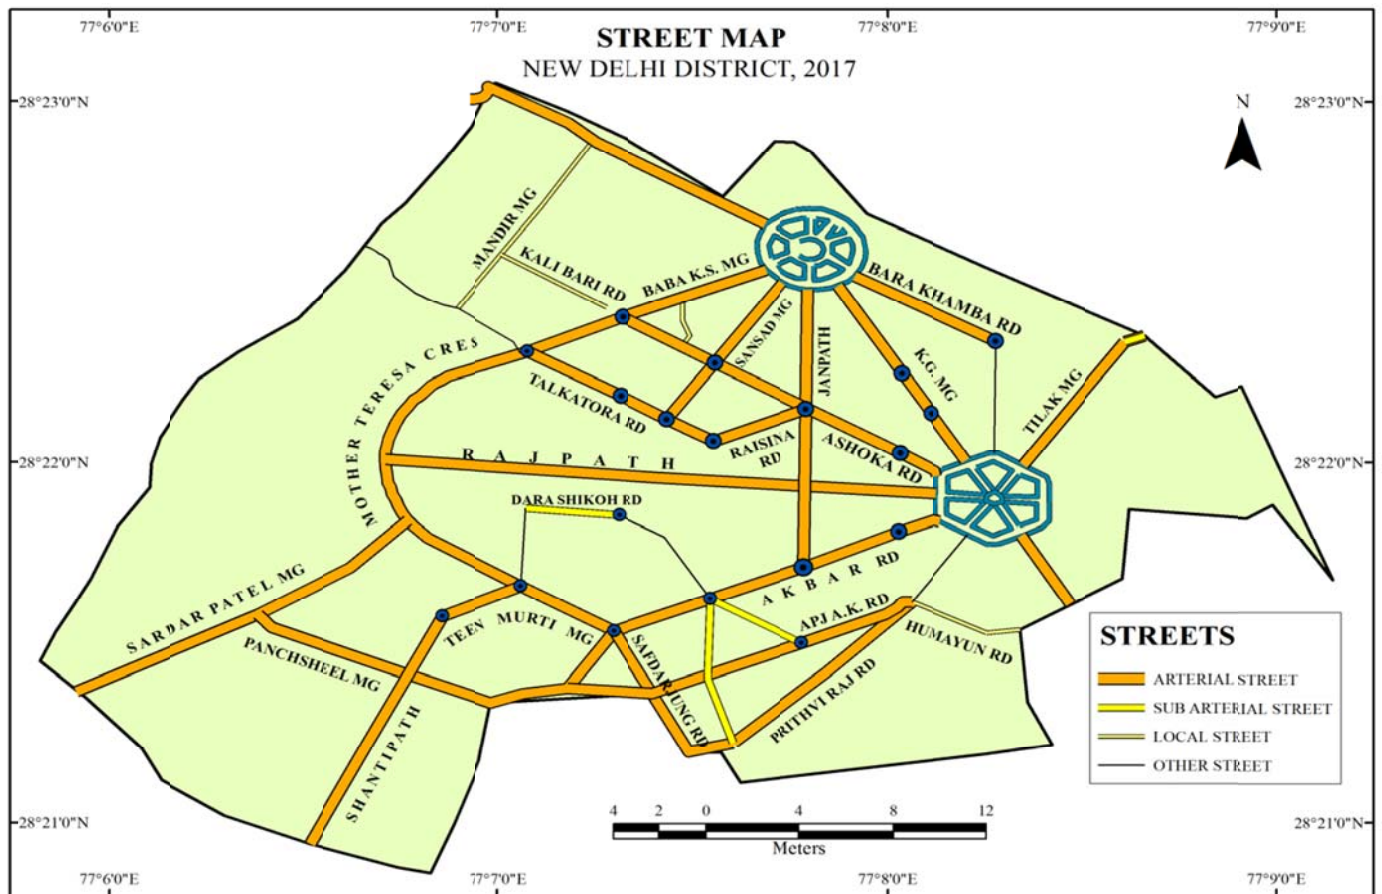 77°6'0"E 77°7'0"E 77°8'0"E 77°9'0"E
STREET MAP
NEW DELHI DISTRICT, 2017
28°23'0"N 28°23'0"N
N
MANDIR MG
KALI BARI RD
BABA K.S. MG
BARA KHAMBA RD
SANSAD MG
JANPATH
K.G. MG
TILAK MG
MOTHER TERESA CRES
TALKATORA RD
RAISINA
RD
ASHOKA RD
28°22'0"N 28°22'0"N
RAJPATH
DARA SHIKOH RD
AKBAR RD
SARDAR PATEL MG
TEEN MURTI MG
APJ A.K. RD
HUMAYUN RD
PANCHSHEEL MG
SAFDARJUNG RD
PRITHVI RAJ RD
SHANTIPATH
STREETS
ARTERIAL STREET
SUB ARTERIAL STREET
LOCAL STREET
OTHER STREET
4 2 0 4 8 12
Meters
28°21'0"N 28°21'0"N
77°6'0"E 77°7'0"E 77°8'0"E 77°9'0"E